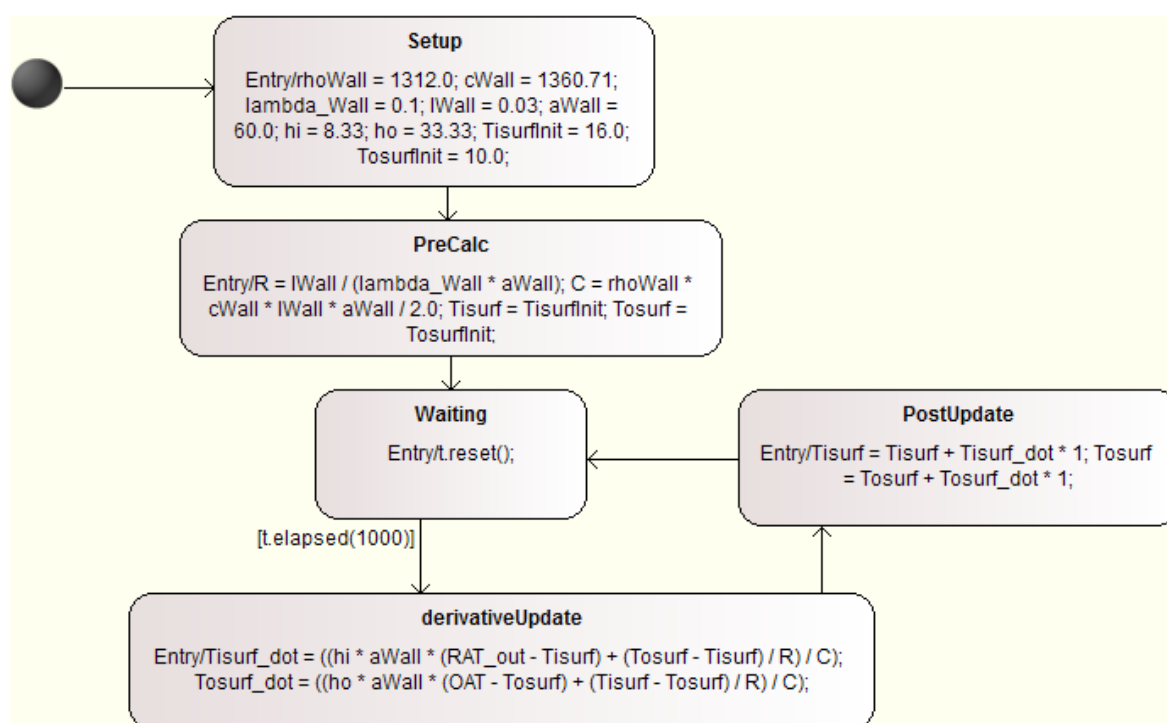 Setup
Entry/rhoWall = 1312.0; cWall = 1360.71;
lambda_Wall = 0.1; lWall = 0.03; aWall =
60.0; hi = 8.33; ho = 33.33; TisurfInit = 16.0;
TosurfInit = 10.0;
PreCalc
Entry/R = lWall / (lambda_Wall * aWall); C = rhoWall *
cWall * lWall * aWall / 2.0; Tisurf = TisurfInit; Tosurf =
TosurfInit;
Waiting
Entry/t.reset();
PostUpdate
Entry/Tisurf = Tisurf + Tisurf_dot * 1; Tosurf
= Tosurf + Tosurf_dot * 1;
[t.elapsed(1000)]
derivativeUpdate
Entry/Tisurf_dot = ((hi * aWall * (RAT_out - Tisurf) + (Tosurf - Tisurf) / R) / C);
Tosurf_dot = ((ho * aWall * (OAT - Tosurf) + (Tisurf - Tosurf) / R) / C);